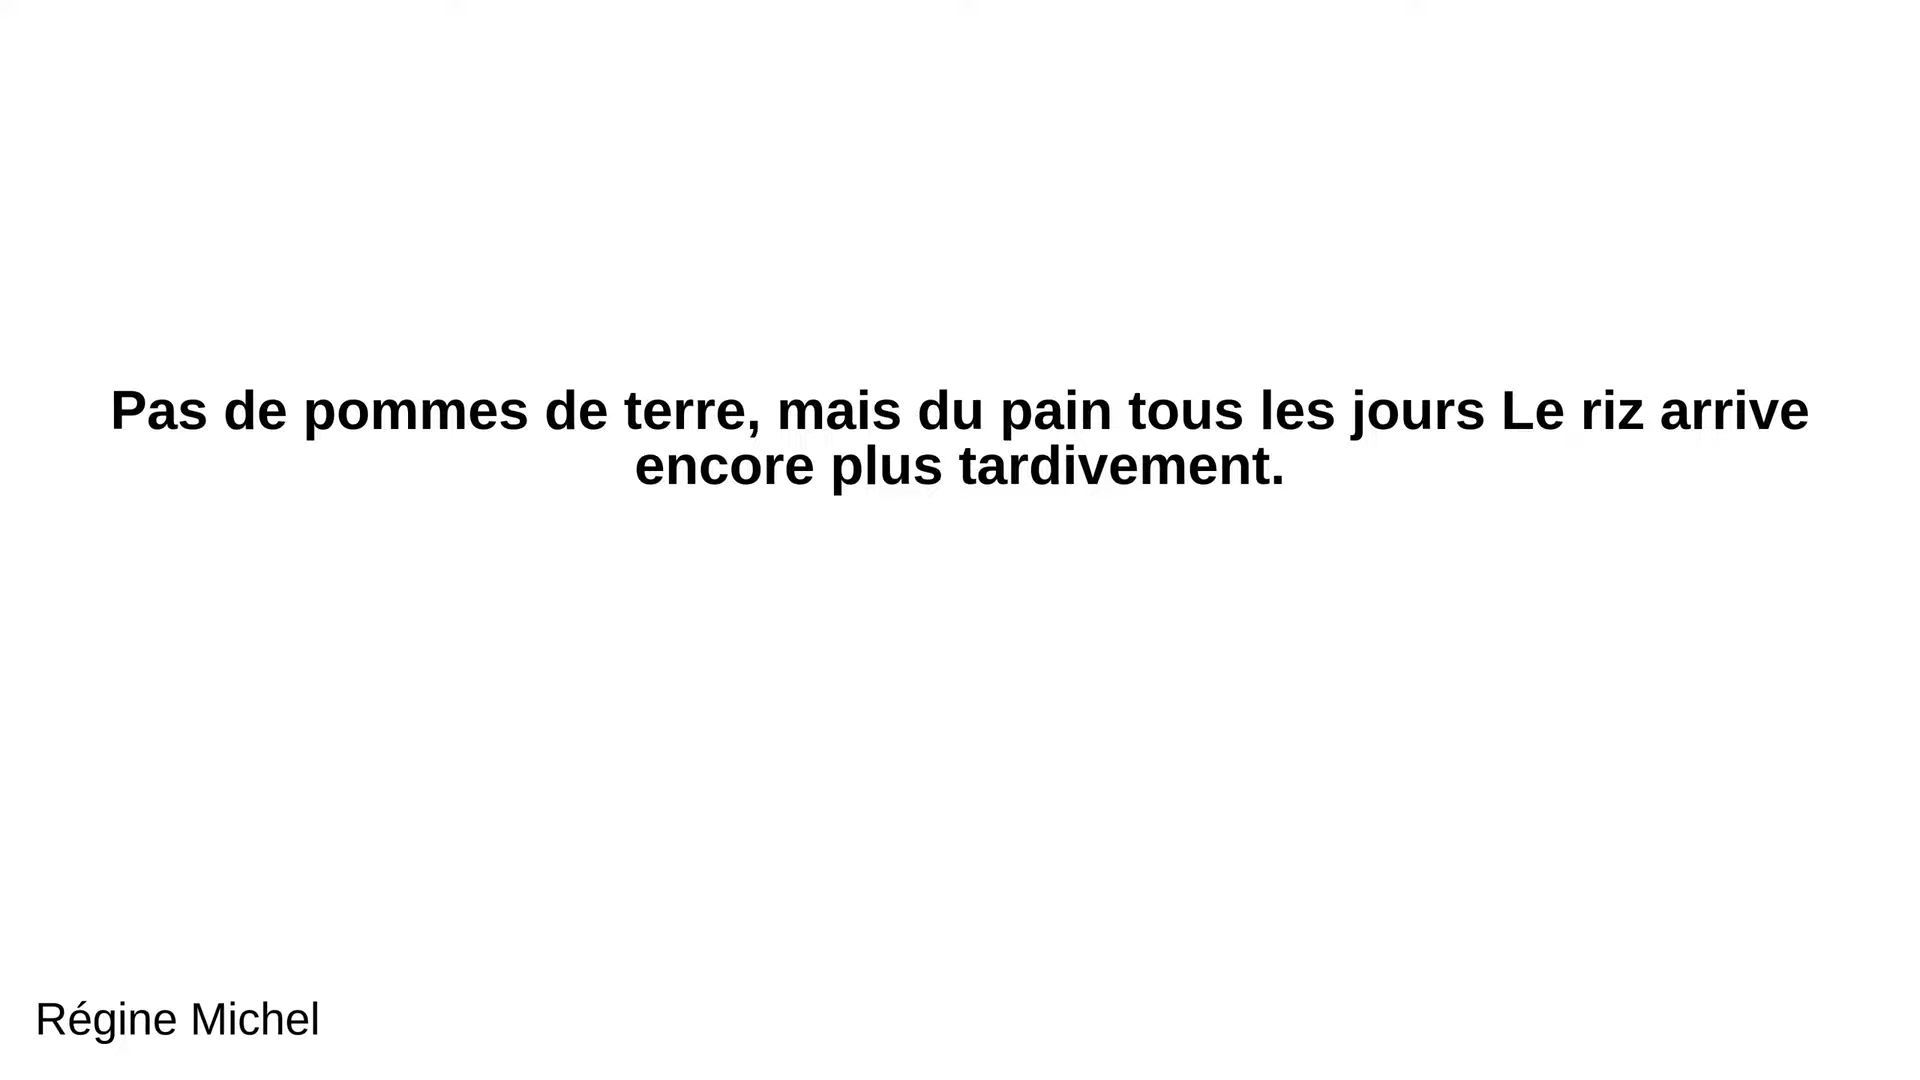 Pas de pommes de terre, mais du pain tous les jours Le riz arrive
encore plus tardivement.
Régine Michel